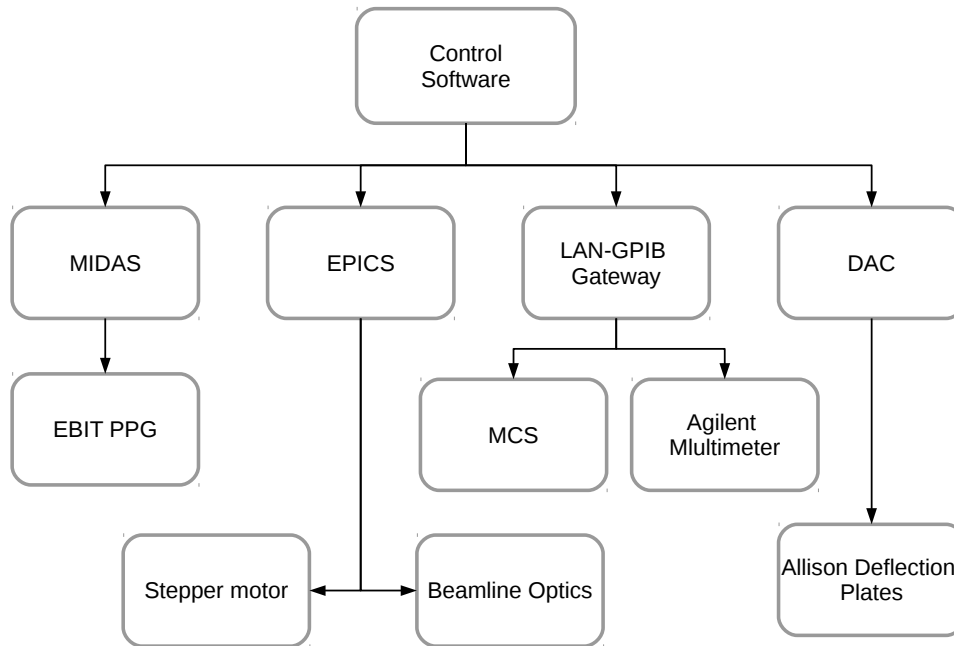 Control
Software
MIDAS
EPICS
LAN-GPIB
Gateway
DAC
EBIT PPG
MCS
Agilent
Mlultimeter
Stepper motor
Beamline Optics
Allison Deflection
Plates